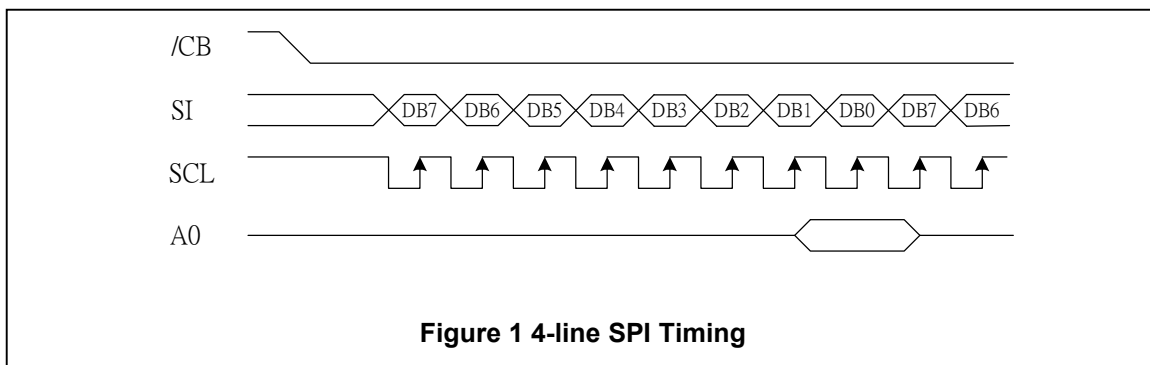 /CB
SI DB7 DB6 DB5 DB4 DB3 DB2 DB1 DB0 DB7 DB6
SCL
A0
Figure 1 4-line SPI Timing